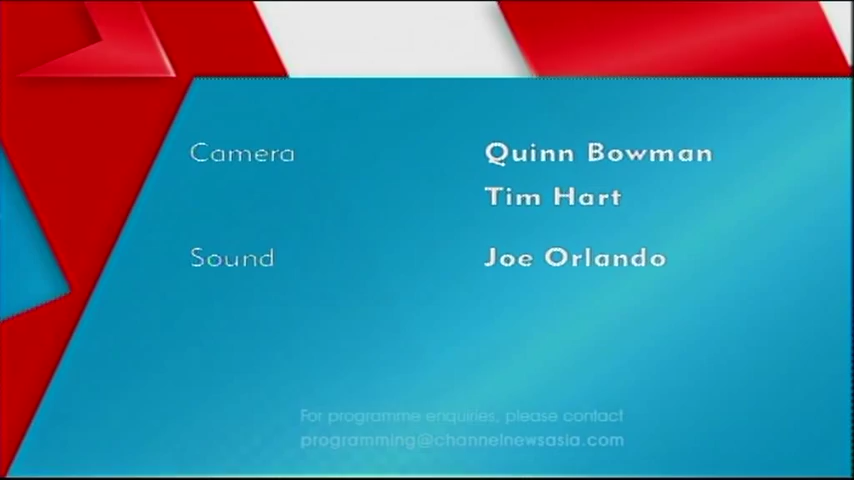 Camera Quinn Bowman
Tim Hart
Sound Joe Orlando
For programme enquiries, please contact
programming@channelnewsasia.com